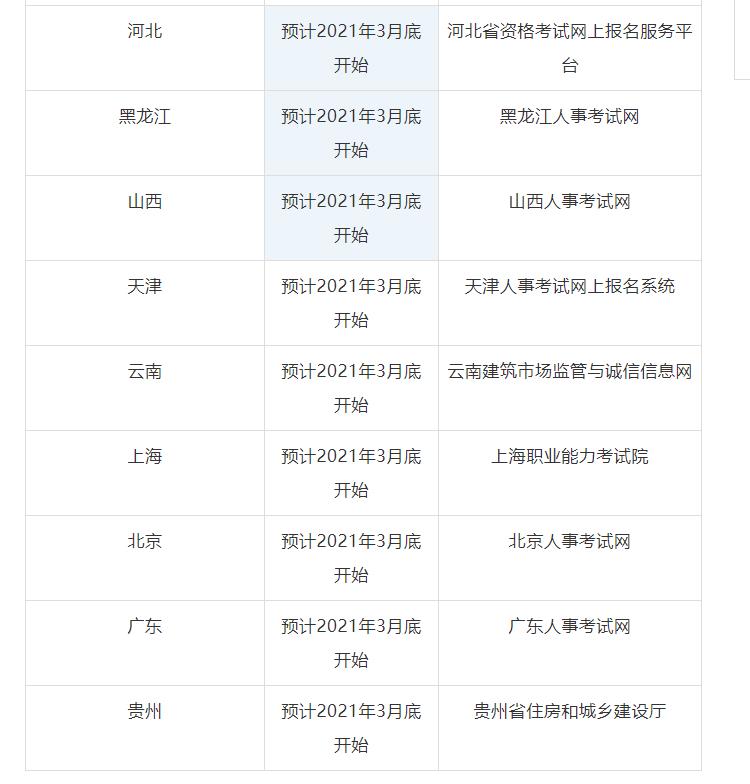 河北
预计2021年3月底
开始
河北省资格考试网上报名服务平
台
黑龙江
预计2021年3月底
开始
黑龙江人事考试网
山西
预计2021年3月底
开始
山西人事考试网
天津
预计2021年3月底
开始
天津人事考试网上报名系统
云南
预计2021年3月底
开始
云南建筑市场监管与诚信信息网
上海
预计2021年3月底
开始
上海职业能力考试院
北京
预计2021年3月底
开始
北京人事考试网
广东
预计2021年3月底
开始
广东人事考试网
贵州
预计2021年3月底
开始
贵州省住房和城乡建设厅